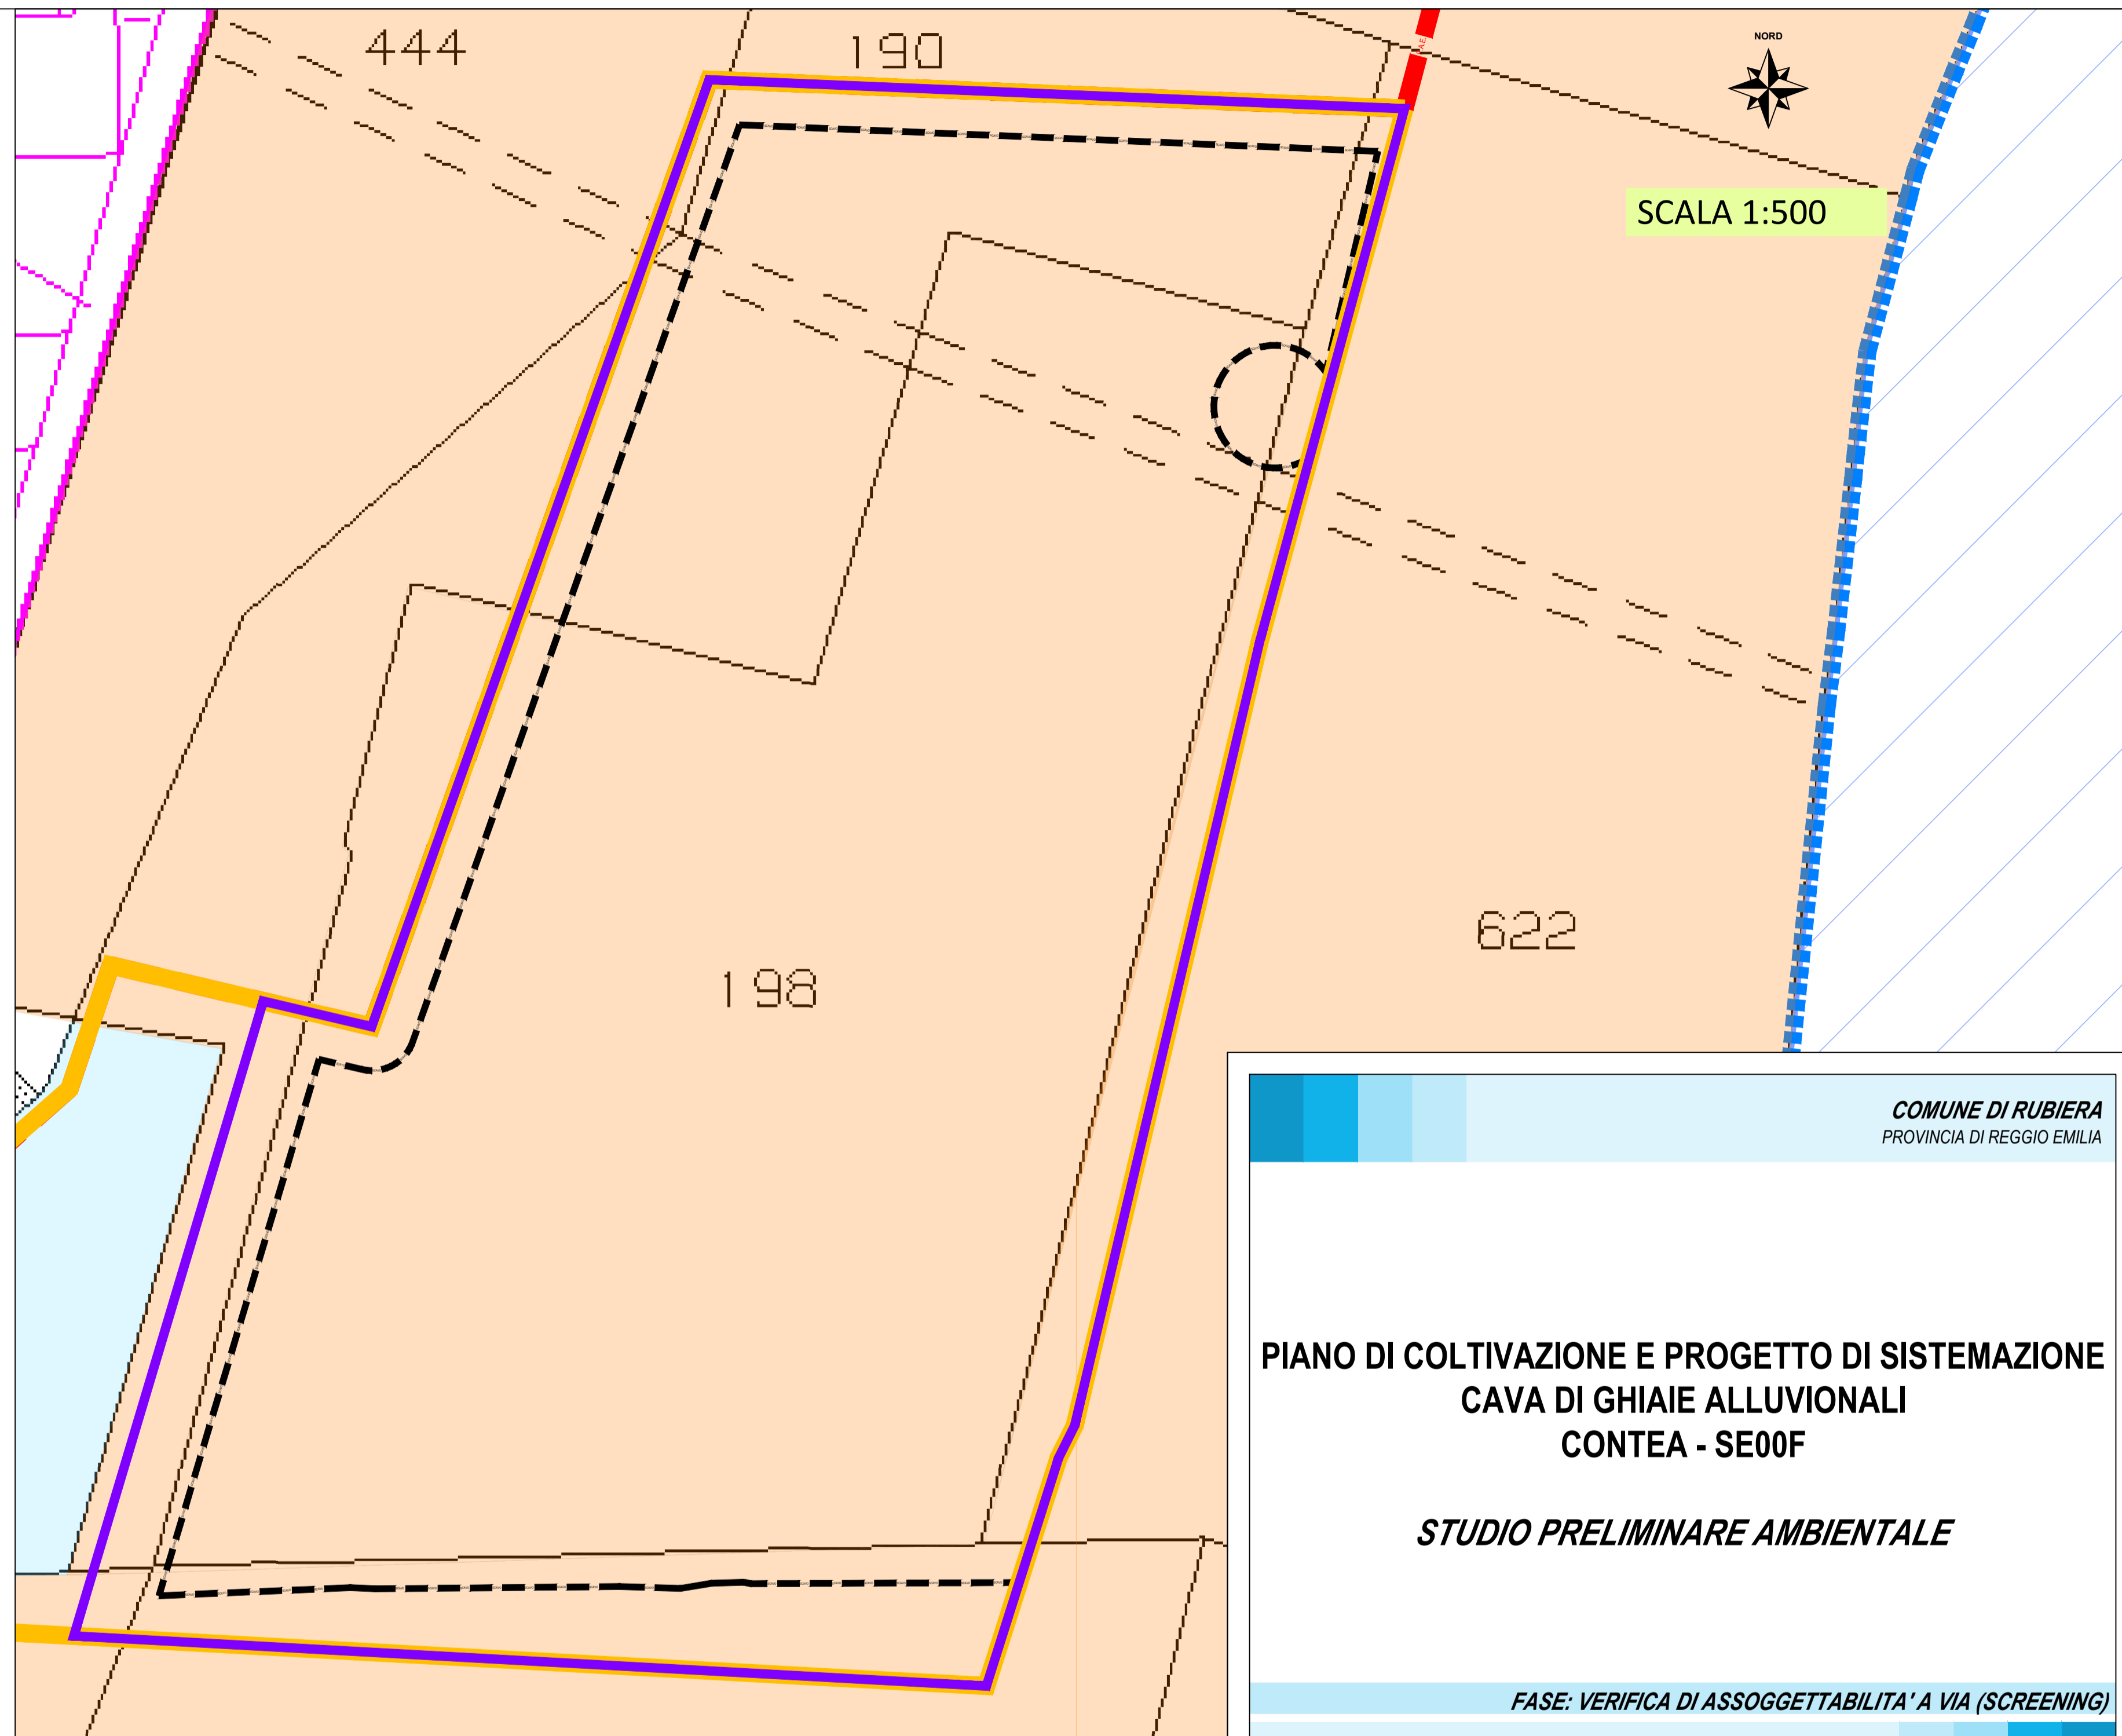 444
190
NORD
SCALA 1:500
622
198
COMUNE DI RUBIERA
PROVINCIA DI REGGIO EMILIA
PIANO DI COLTIVAZIONE E PROGETTO DI SISTEMAZIONE
CAVA DI GHIAIE ALLUVIONALI
CONTEA - SE00F
STUDIO PRELIMINARE AMBIENTALE
FASE: VERIFICA DI ASSOGGETTABILITA' A VIA (SCREENING)